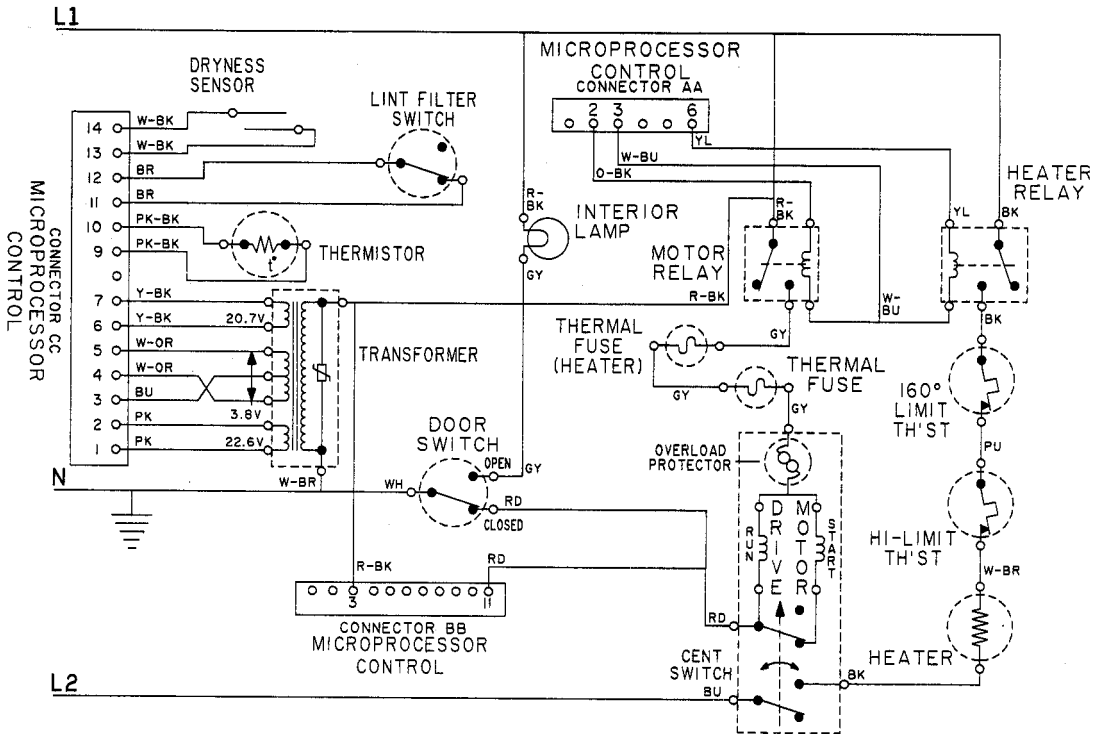 L1
DRYNESS
SENSOR
LINT FILTER
SWITCH
MICROPROCESSOR
CONTROL
CONNECTOR AA
2 3 6
YL
W-BU
O-BK
14 W-BK
13 W-BK
12 BR
11 BR
10 PK-BK
9 PK-BK
8
7 Y-BK
6 Y-BK
5 W-OR
4 W-OR
3 BU
2 PK
1 PK
CONNECTOR CC
MICROPROCESSOR
CONTROL
t°
THERMISTOR
20.7V
3.8V
22.6V
TRANSFORMER
R-
BK
INTERIOR
LAMP
GY
HEATER
RELAY
YL
BK
R-
BK
MOTOR
RELAY
R-BK
W-
BU
GY
BK
THERMAL
FUSE
(HEATER)
THERMAL
FUSE
GY
GY
160°
LIMIT
TH'ST
PU
DOOR
SWITCH
OPEN
GY
OVERLOAD
PROTECTOR
N
W-BR
WH
RD
CLOSED
DRIVE
MOTOR
RUN
START
HI-LIMIT
TH'ST
W-BR
R-BK
RD
3 11
CONNECTOR BB
MICROPROCESSOR
CONTROL
RD
CENT
SWITCH
BU
HEATER
BK
L2